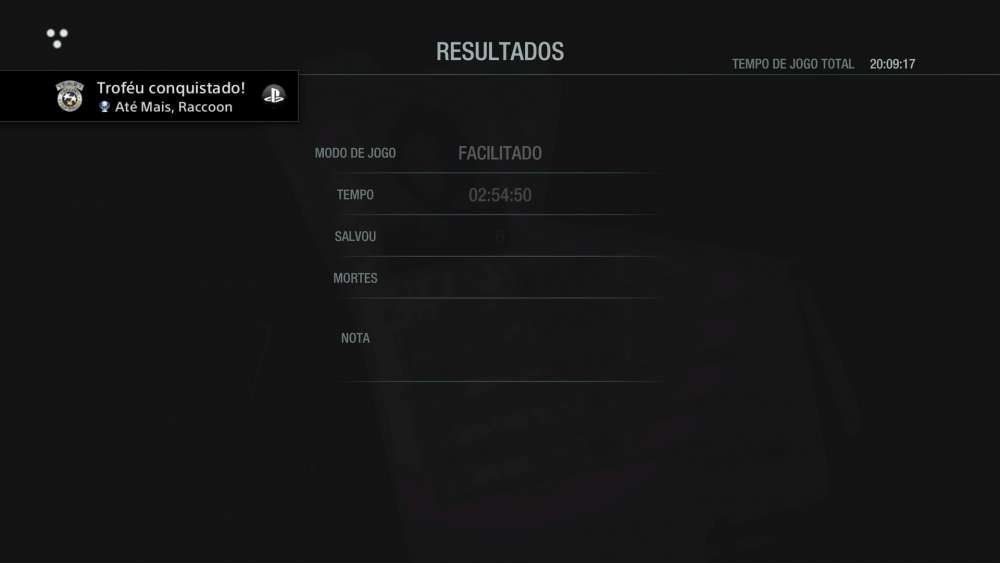 RESULTADOS
TEMPO DE JOGO TOTAL 20:09:17
Troféu conquistado!
Até Mais, Raccoon
MODO DE JOGO FACILITADO
TEMPO 02:54:50
SALVOU 6
MORTES
NOTA